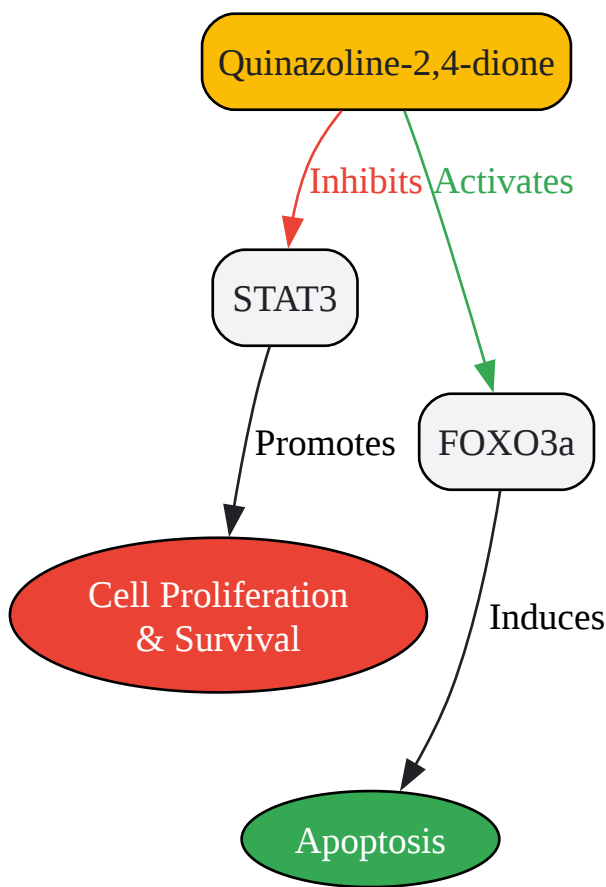 Quinazoline-2,4-dione
Inhibits
Activates
STAT3
Promotes
FOXO3a
Cell Proliferation
& Survival
Induces
Apoptosis